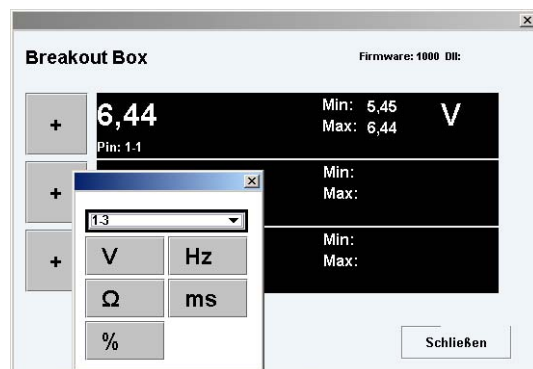 Breakout Box
Firmware: 1000 Dll:
+
6,44
Min: 5,45
Max: 6,44
V
Pin: 1-1
+
Min:
Max:
+
Min:
Max:
1-3
V
Hz
Ω
ms
%
Schließen